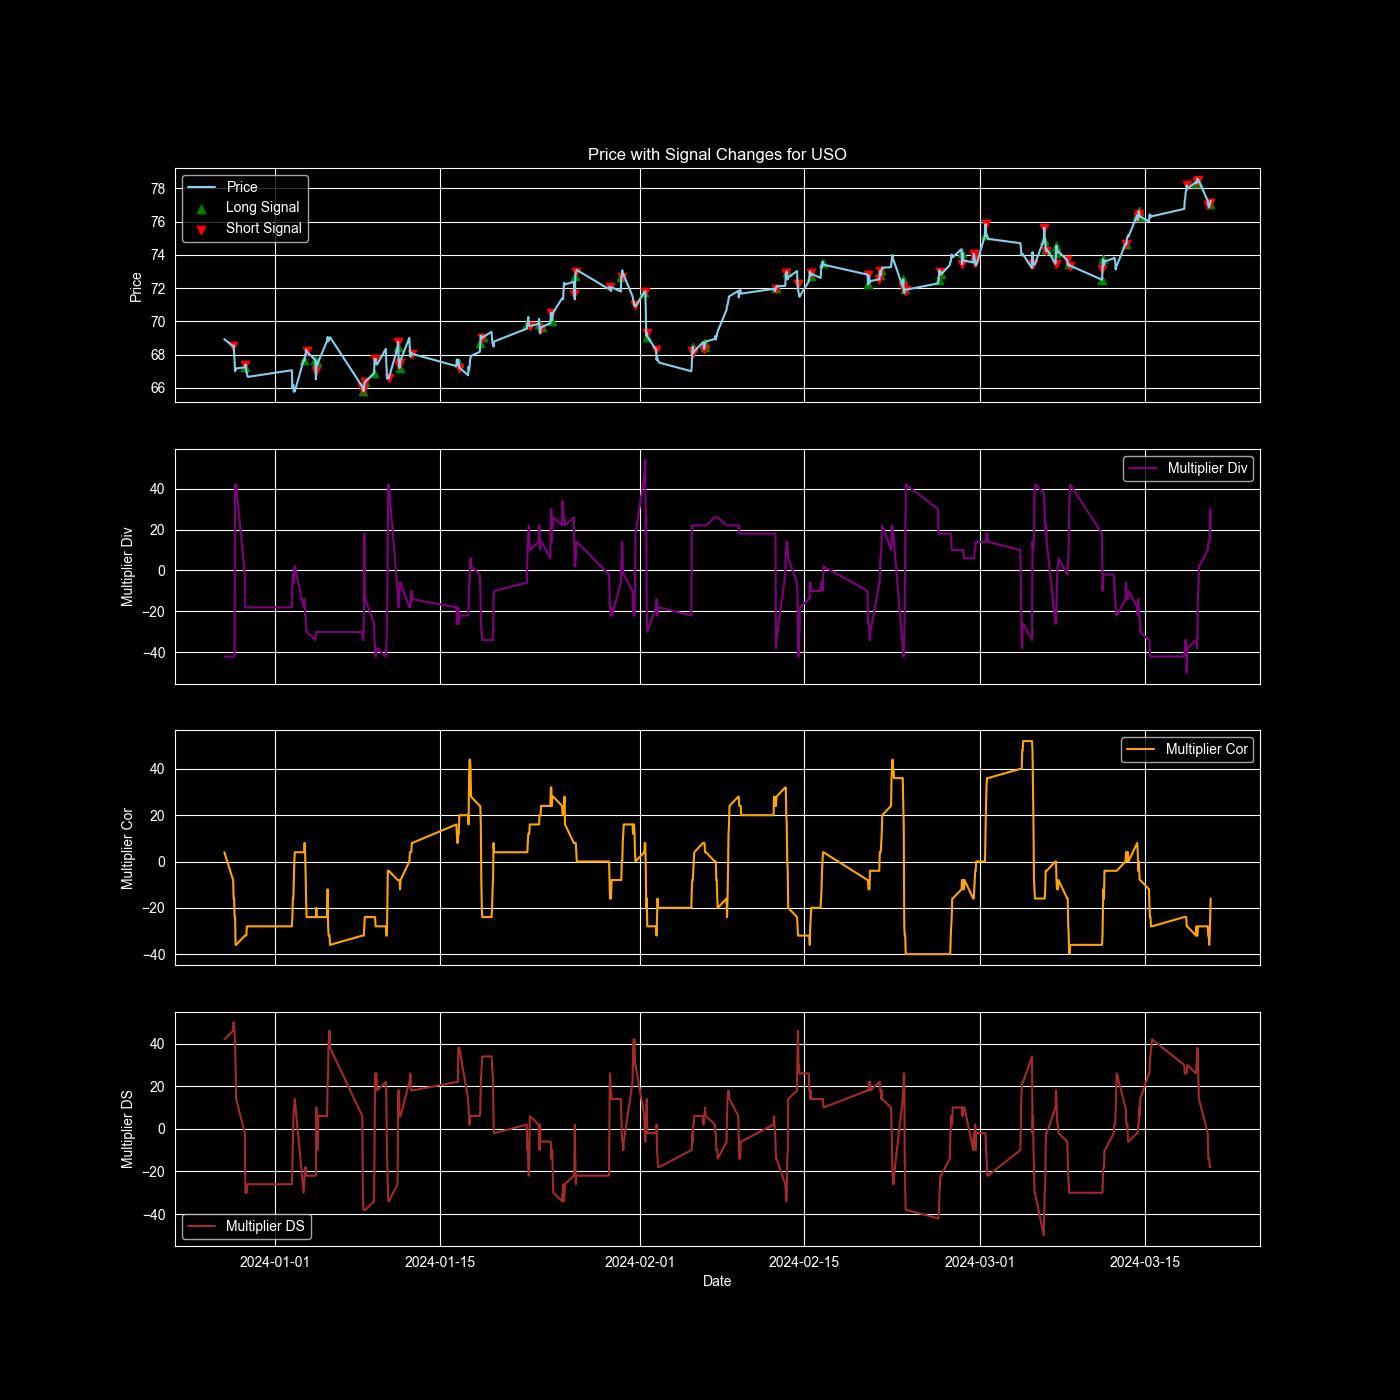 Price with Signal Changes for USO
Price
Long Signal
Short Signal
78
76
74
72
70
68
66
Price
Multiplier Div
40
20
0
−20
−40
Multiplier Div
Multiplier Cor
40
20
0
−20
−40
Multiplier Cor
40
20
0
−20
−40
Multiplier DS
Multiplier DS
2024-01-01 2024-01-15 2024-02-01 2024-02-15 2024-03-01 2024-03-15
Date